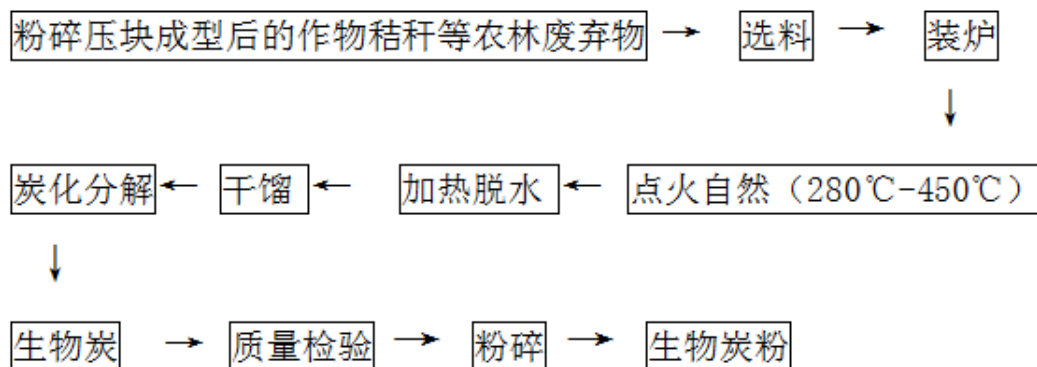 粉碎压块成型后的作物秸秆等农林废弃物 → 选料 → 装炉
↓
炭化分解 ← 干馏 ← 加热脱水 ← 点火自然（280℃-450℃）
↓
生物炭 → 质量检验 → 粉碎 → 生物炭粉